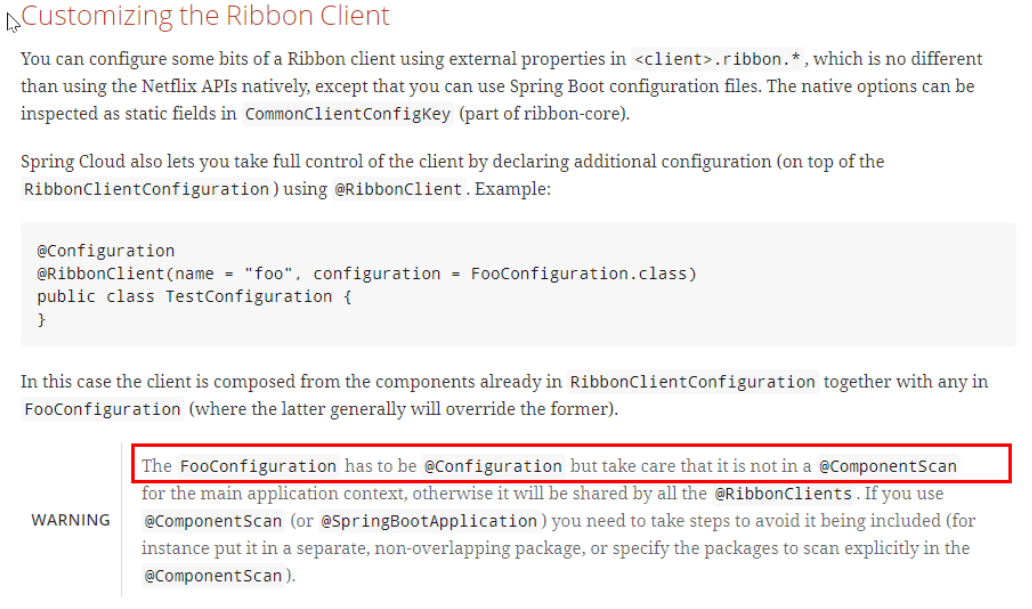 Customizing the Ribbon Client
You can configure some bits of a Ribbon client using external properties in <client>.ribbon.*, which is no different
than using the Netflix APIs natively, except that you can use Spring Boot configuration files. The native options can be
inspected as static fields in CommonClientConfigKey (part of ribbon-core).
Spring Cloud also lets you take full control of the client by declaring additional configuration (on top of the
RibbonClientConfiguration) using @RibbonClient. Example:
@Configuration
@RibbonClient(name = "foo", configuration = FooConfiguration.class)
public class TestConfiguration {
}
In this case the client is composed from the components already in RibbonClientConfiguration together with any in
FooConfiguration (where the latter generally will override the former).
WARNING
The FooConfiguration has to be @Configuration but take care that it is not in a @ComponentScan
for the main application context, otherwise it will be shared by all the @RibbonClients. If you use
@ComponentScan (or @SpringBootApplication) you need to take steps to avoid it being included (for
instance put it in a separate, non-overlapping package, or specify the packages to scan explicitly in the
@ComponentScan).